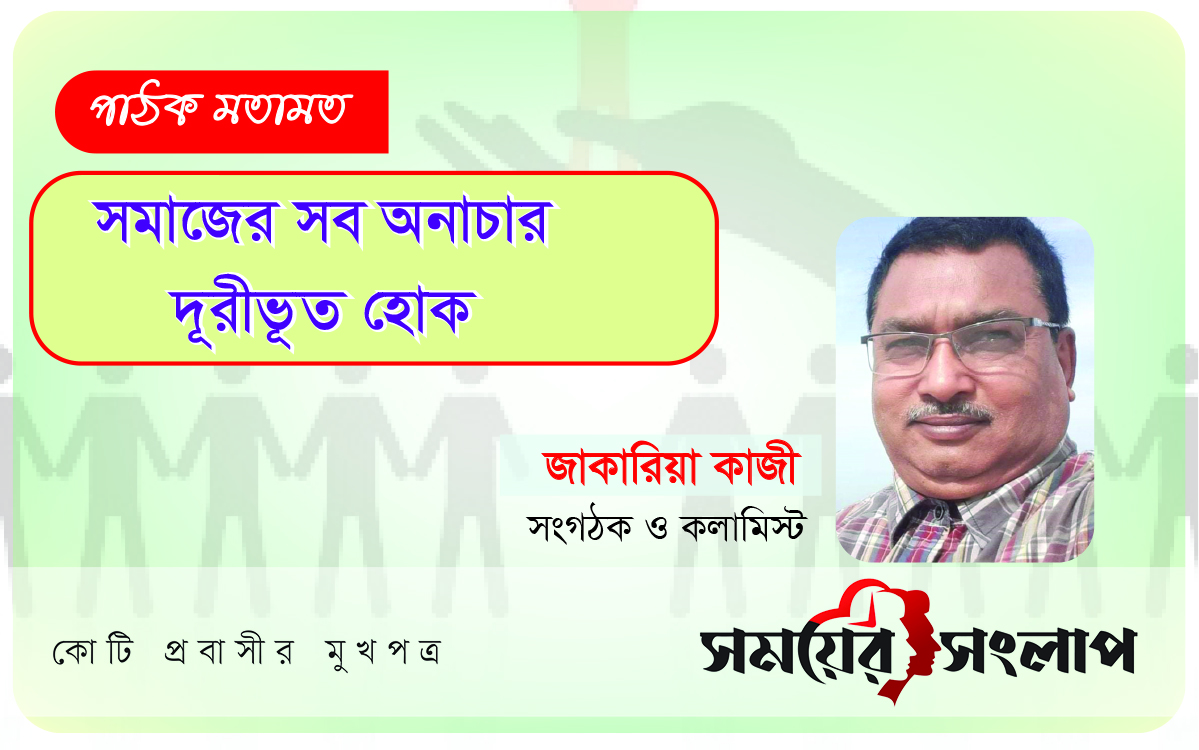 পাঠক মতামত
সমাজের সব অনাচার
দূরীভূত হোক
জাকারিয়া কাজী
সংগঠক ও কলামিস্ট
কোটি প্রবাসীর মুখপত্র
সময়ের সংলাপ